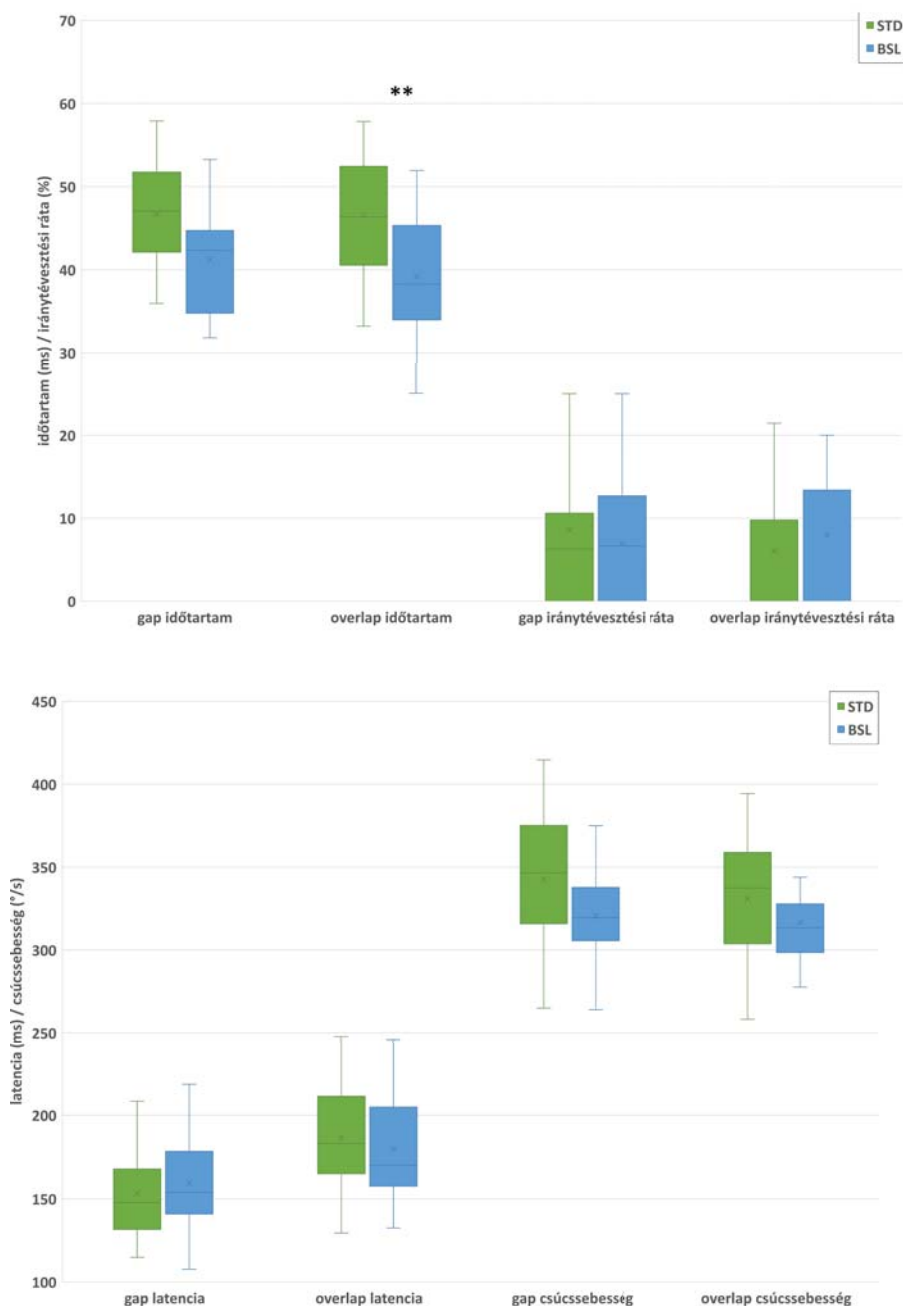 70
60
50
40
30
20
10
0
időtartam (ms) / iránytévesztési ráta (%)
STD
BSL
**
gap időtartam
overlap időtartam
gap iránytévesztési ráta
overlap iránytévesztési ráta
450
400
350
300
250
200
150
100
latencia (ms) / csúcssebesség (°/s)
STD
BSL
gap latencia
overlap latencia
gap csúcssebesség
overlap csúcssebesség